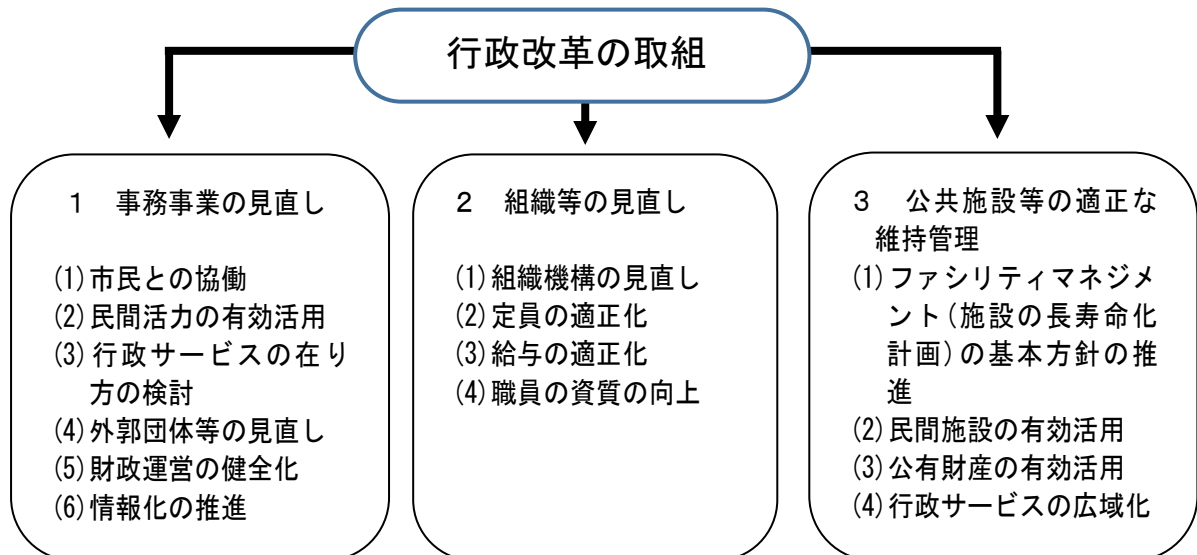 行政改革の取組
１　事務事業の見直し
(1)市民との協働
(2)民間活力の有効活用
(3)行政サービスの在り
方の検討
(4)外郭団体等の見直し
(5)財政運営の健全化
(6)情報化の推進
２　組織等の見直し
(1)組織機構の見直し
(2)定員の適正化
(3)給与の適正化
(4)職員の資質の向上
３　公共施設等の適正な
維持管理
(1)ファシリティマネジメ
ント(施設の長寿命化
計画)の基本方針の推
進
(2)民間施設の有効活用
(3)公有財産の有効活用
(4)行政サービスの広域化